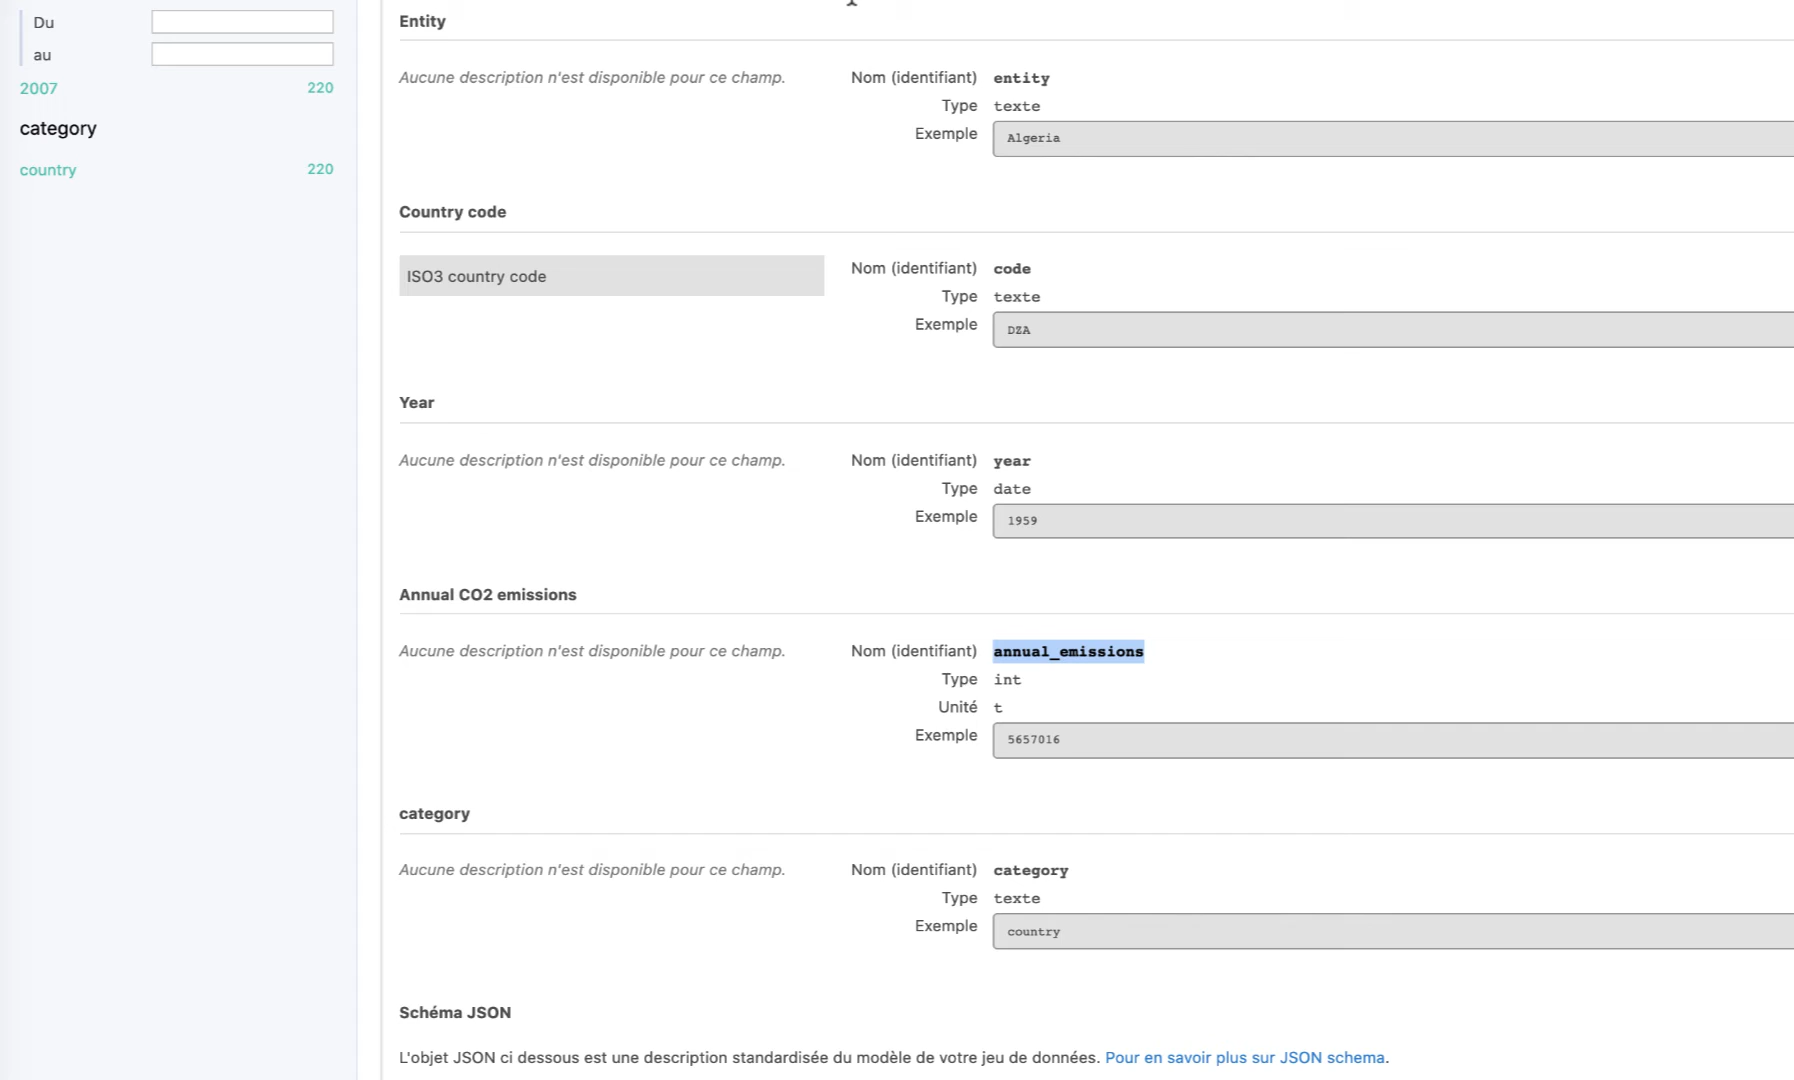 Du
au
2007 220
category
country 220
Entity
Aucune description n'est disponible pour ce champ.
Nom (identifiant) entity
Type texte
Exemple Algeria
Country code
ISO3 country code
Nom (identifiant) code
Type texte
Exemple DZA
Year
Aucune description n'est disponible pour ce champ.
Nom (identifiant) year
Type date
Exemple 1959
Annual CO2 emissions
Aucune description n'est disponible pour ce champ.
Nom (identifiant) annual_emissions
Type int
Unité t
Exemple 5657016
category
Aucune description n'est disponible pour ce champ.
Nom (identifiant) category
Type texte
Exemple country
Schéma JSON
L'objet JSON ci dessous est une description standardisée du modèle de votre jeu de données. Pour en savoir plus sur JSON schema.